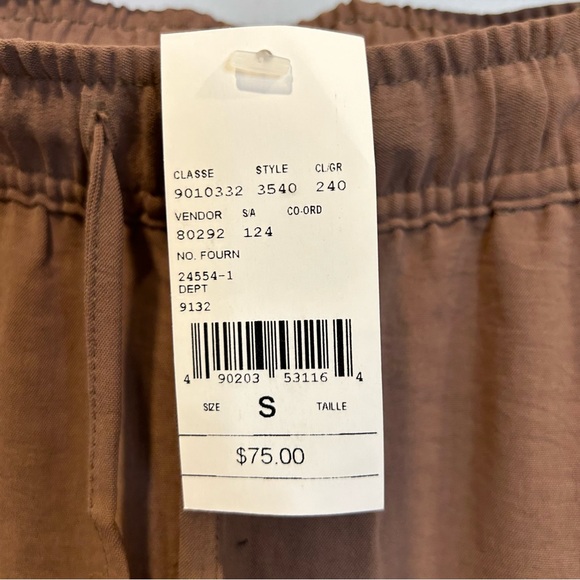 CLASSE STYLE CL/GR
9010332 3540 240
VENDOR S/A CO-ORD
80292 124
NO. FOURN
24554-1
DEPT
9132
4 90203 53116 4
SIZE S TAILLE
$75.00